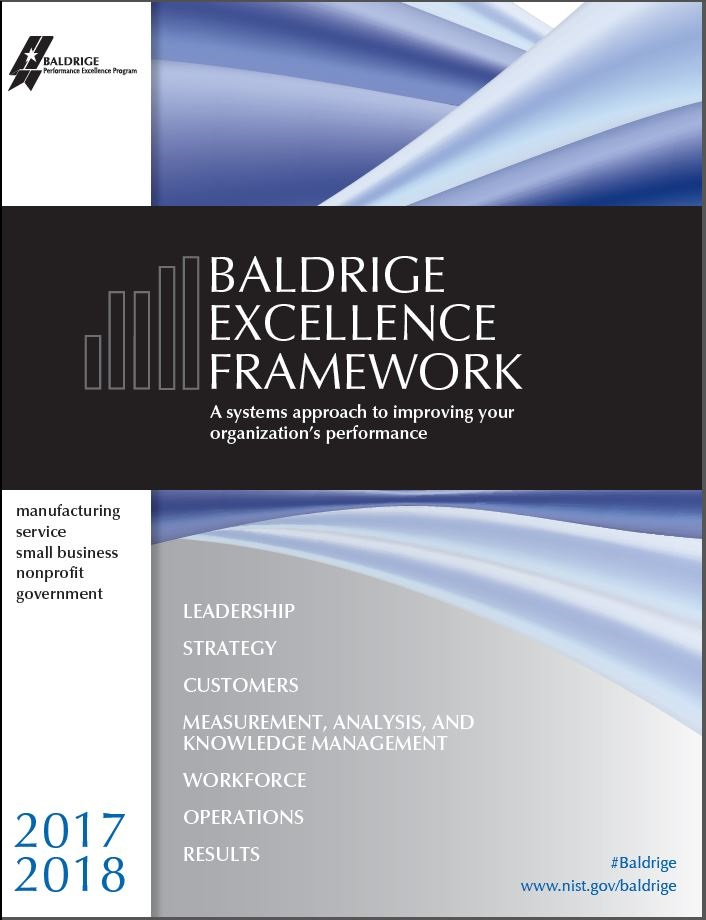 BALDRIGE
Performance Excellence Program
BALDRIGE
EXCELLENCE
FRAMEWORK
A systems approach to improving your
organization's performance
manufacturing
service
small business
nonprofit
government
LEADERSHIP
STRATEGY
CUSTOMERS
MEASUREMENT, ANALYSIS, AND
KNOWLEDGE MANAGEMENT
WORKFORCE
OPERATIONS
RESULTS
2017
2018
#Baldrige
www.nist.gov/baldrige